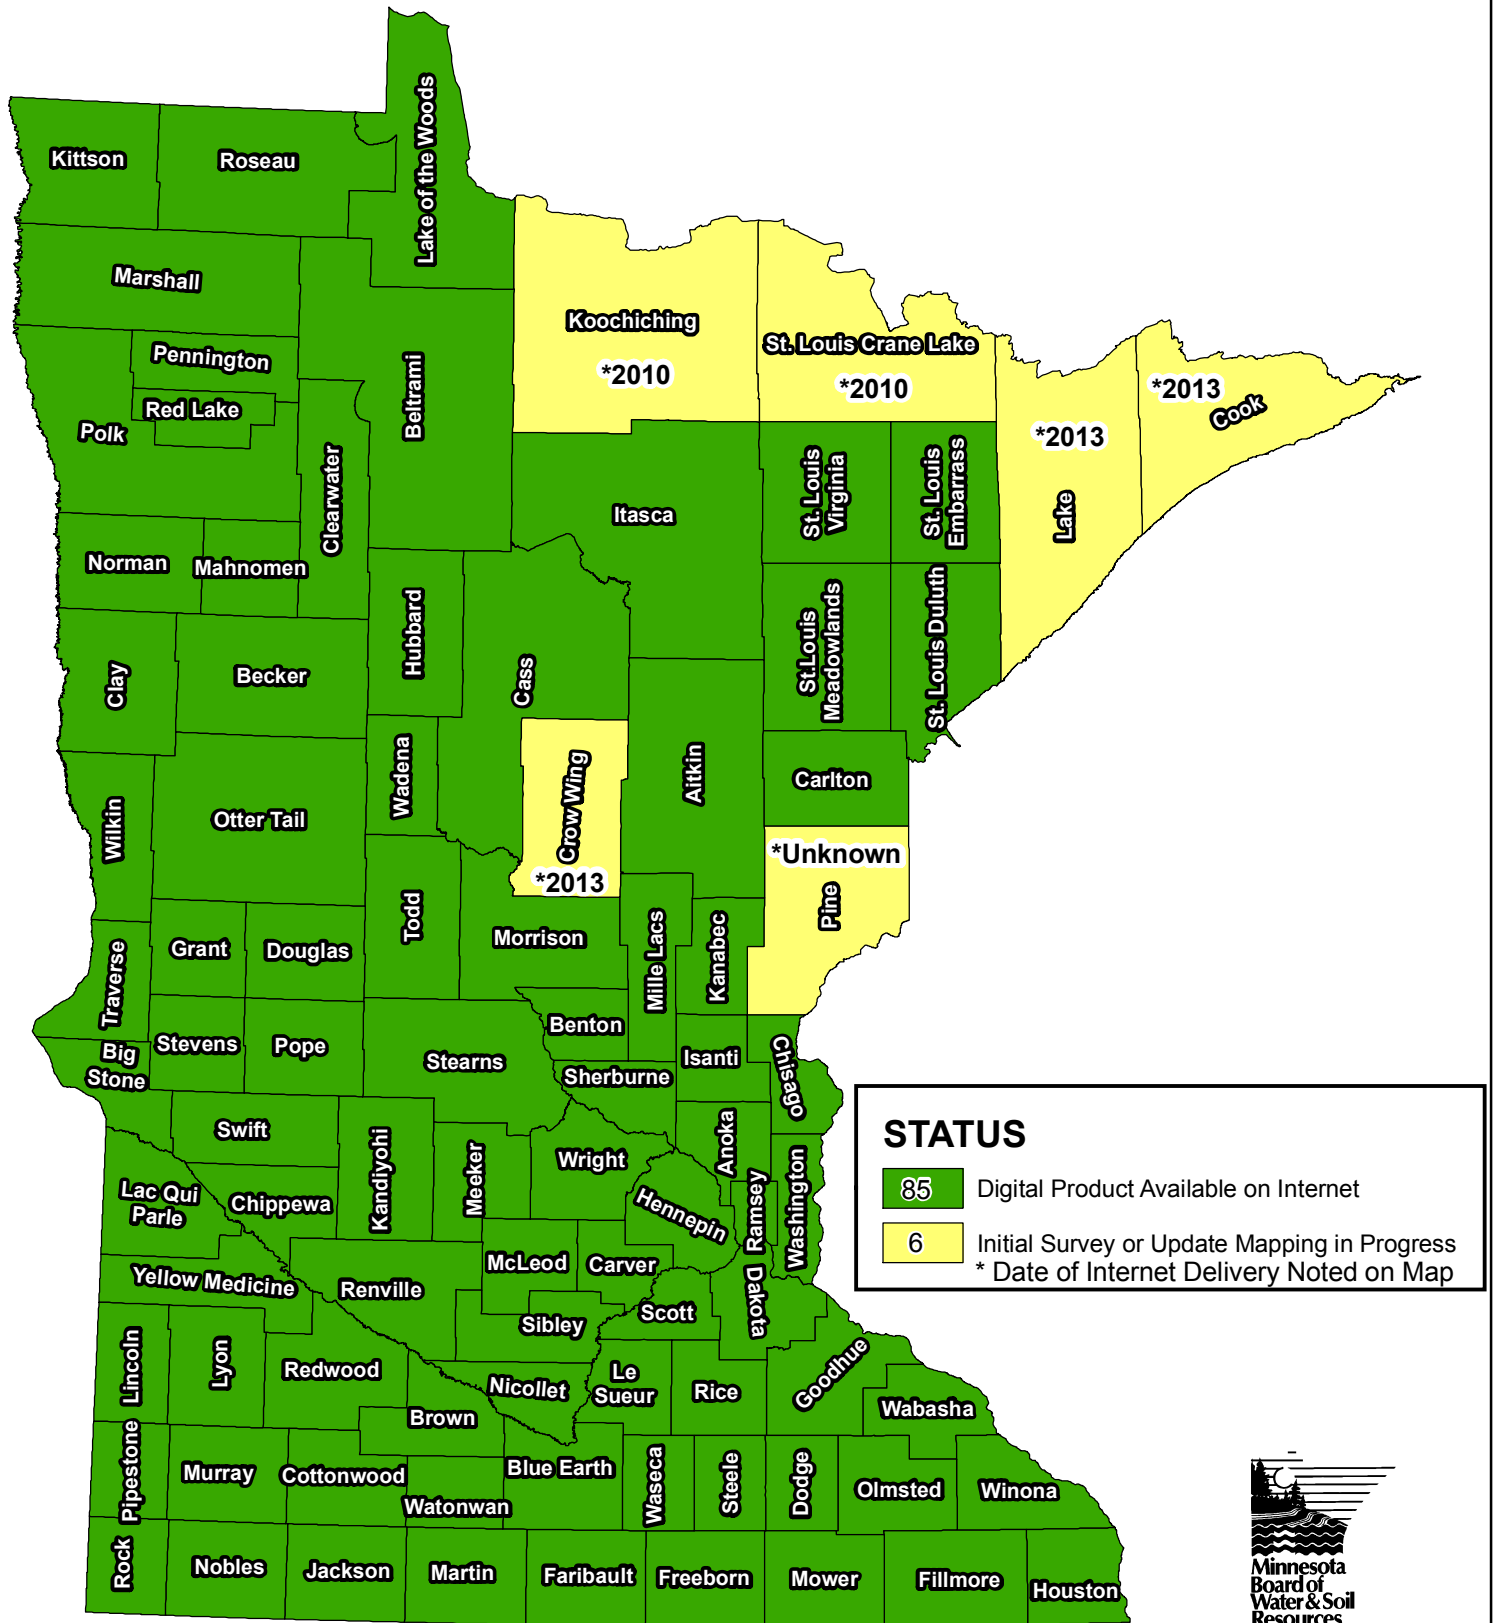 Kittson
Roseau
Lake of the Woods
Marshall
Koochiching
*2010
St. Louis Crane Lake
*2010
*2013
Cook
*2013
Lake
Pennington
Red Lake
Polk
Beltrami
Clearwater
Itasca
St. Louis
Virginia
St. Louis
Embarrass
Norman
Mahnomen
Hubbard
Cass
St.Louis
Meadowlands
St. Louis Duluth
Clay
Becker
Wadena
Crow Wing
*2013
Aitkin
Carlton
Wilkin
Otter Tail
*Unknown
Pine
Todd
Morrison
Mille Lacs
Kanabec
Grant
Douglas
Traverse
Stevens
Pope
Stearns
Benton
Isanti
Chisago
Big
Stone
Sherburne
Swift
Kandiyohi
Meeker
Wright
Anoka
Lac Qui
Parle
Chippewa
Hennepin
Ramsey
Washington
Yellow Medicine
Renville
McLeod
Carver
Dakota
Scott
Sibley
Lincoln
Lyon
Redwood
Nicollet
Le
Sueur
Rice
Goodhue
Wabasha
Brown
Pipestone
Murray
Cottonwood
Watonwan
Blue Earth
Waseca
Steele
Dodge
Olmsted
Winona
Rock
Nobles
Jackson
Martin
Faribault
Freeborn
Mower
Fillmore
Houston
STATUS
85 Digital Product Available on Internet
6 Initial Survey or Update Mapping in Progress
* Date of Internet Delivery Noted on Map
Minnesota
Board of
Water & Soil
Resources